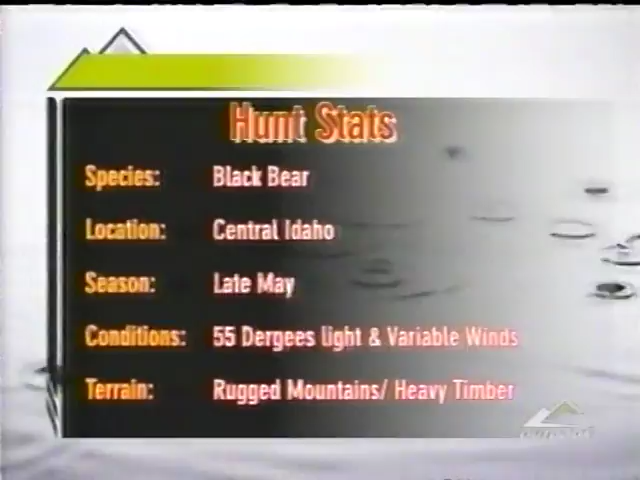 Hunt Stats
Species: Black Bear
Location: Central Idaho
Season: Late May
Conditions: 55 Dergees light & Variable Winds
Terrain: Rugged Mountains/ Heavy Timber